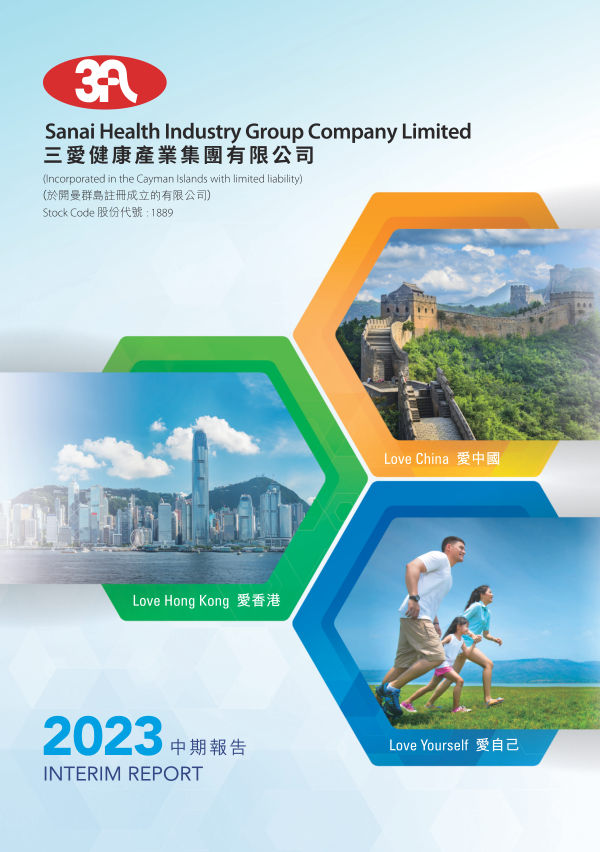 3A
Sanai Health Industry Group Company Limited
三愛健康產業集團有限公司
(Incorporated in the Cayman Islands with limited liability)
(於開曼群島註冊成立的有限公司)
Stock Code 股份代號 : 1889
Love China 愛中國
Love Hong Kong 愛香港
Love Yourself 愛自己
2023 中期報告
INTERIM REPORT